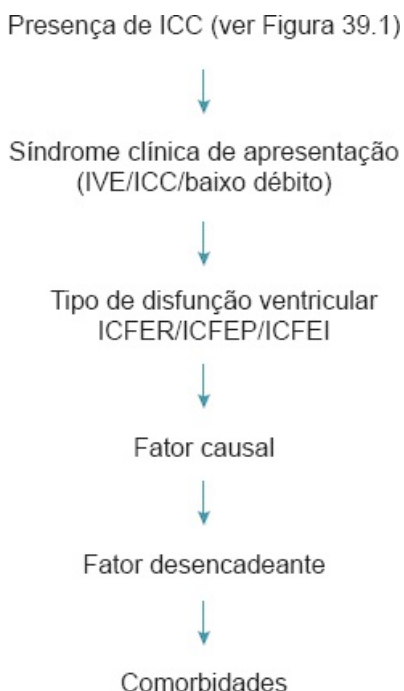 Presença de ICC (ver Figura 39.1)
Síndrome clínica de apresentação
(IVE/ICC/baixo débito)
Tipo de disfunção ventricular
ICFER/ICFEP/ICFEI
Fator causal
Fator desencadeante
Comorbidades